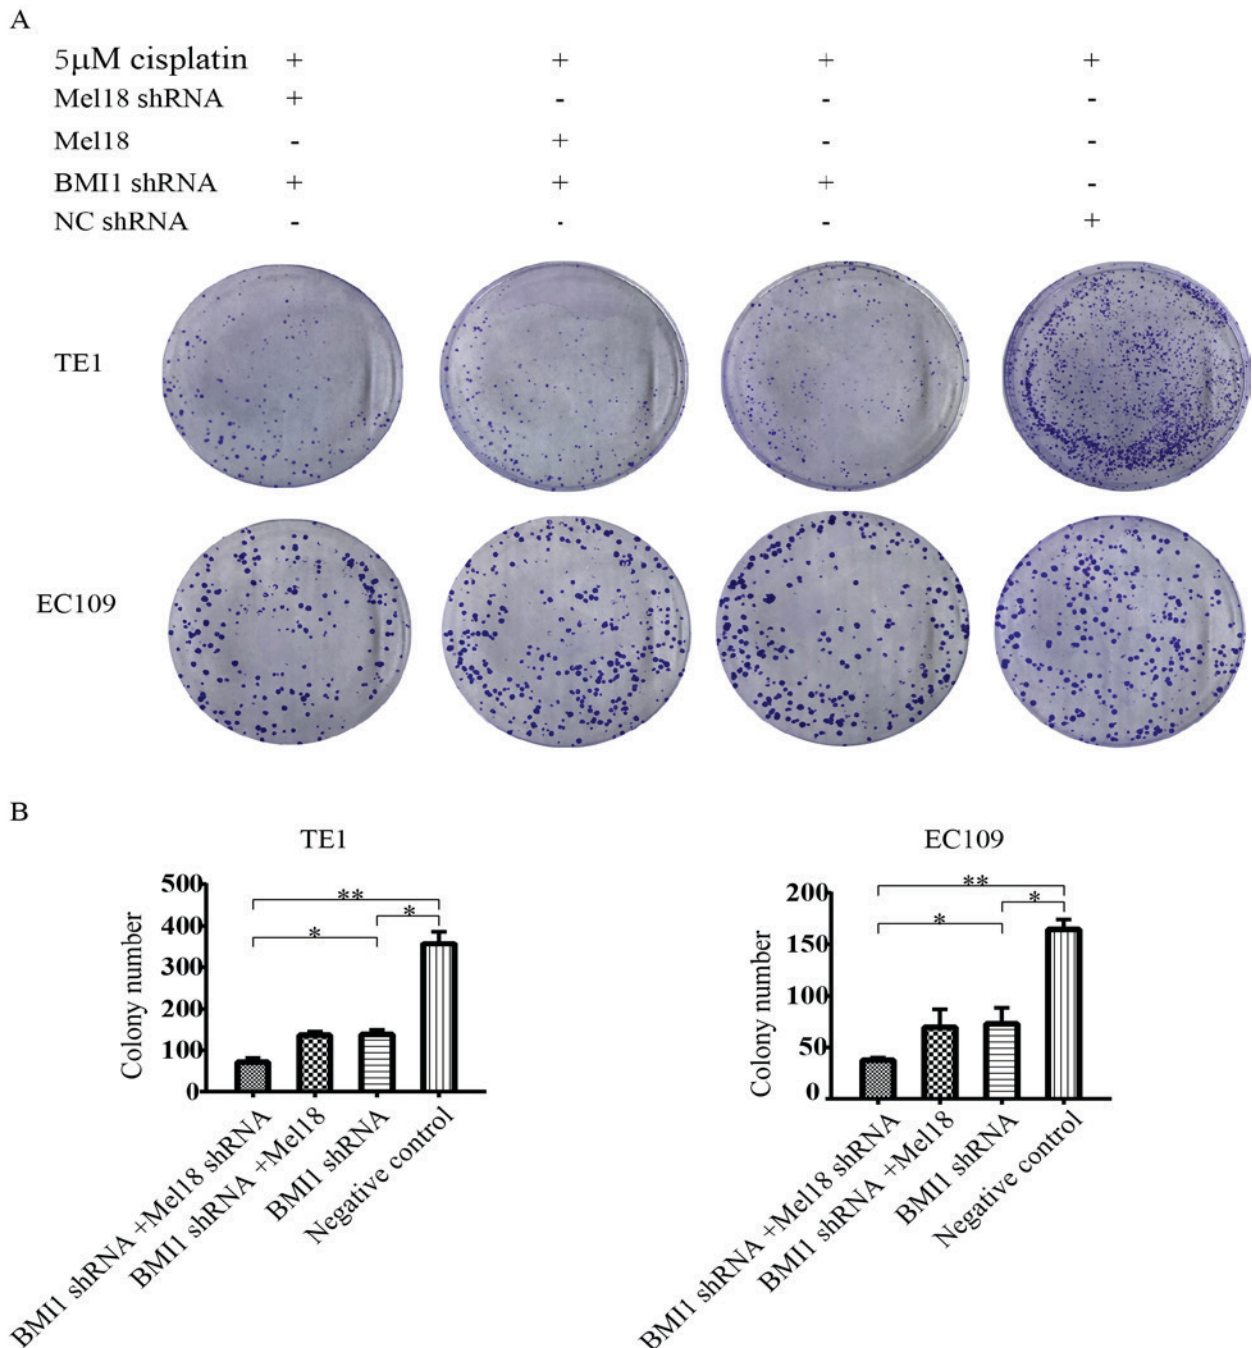 A
5μM cisplatin + + + +
Mel18 shRNA + - - -
Mel18 - + - -
BMI1 shRNA + + + -
NC shRNA - - - +
TE1
EC109
B
TE1
500
400
300
200
100
0
Colony number
** 
*
*
BMI1 shRNA +Mel18 shRNA
BMI1 shRNA +Mel18
BMI1 shRNA
Negative control
EC109
200
150
100
50
0
Colony number
**
*
*
BMI1 shRNA +Mel18 shRNA
BMI1 shRNA +Mel18
BMI1 shRNA
Negative control